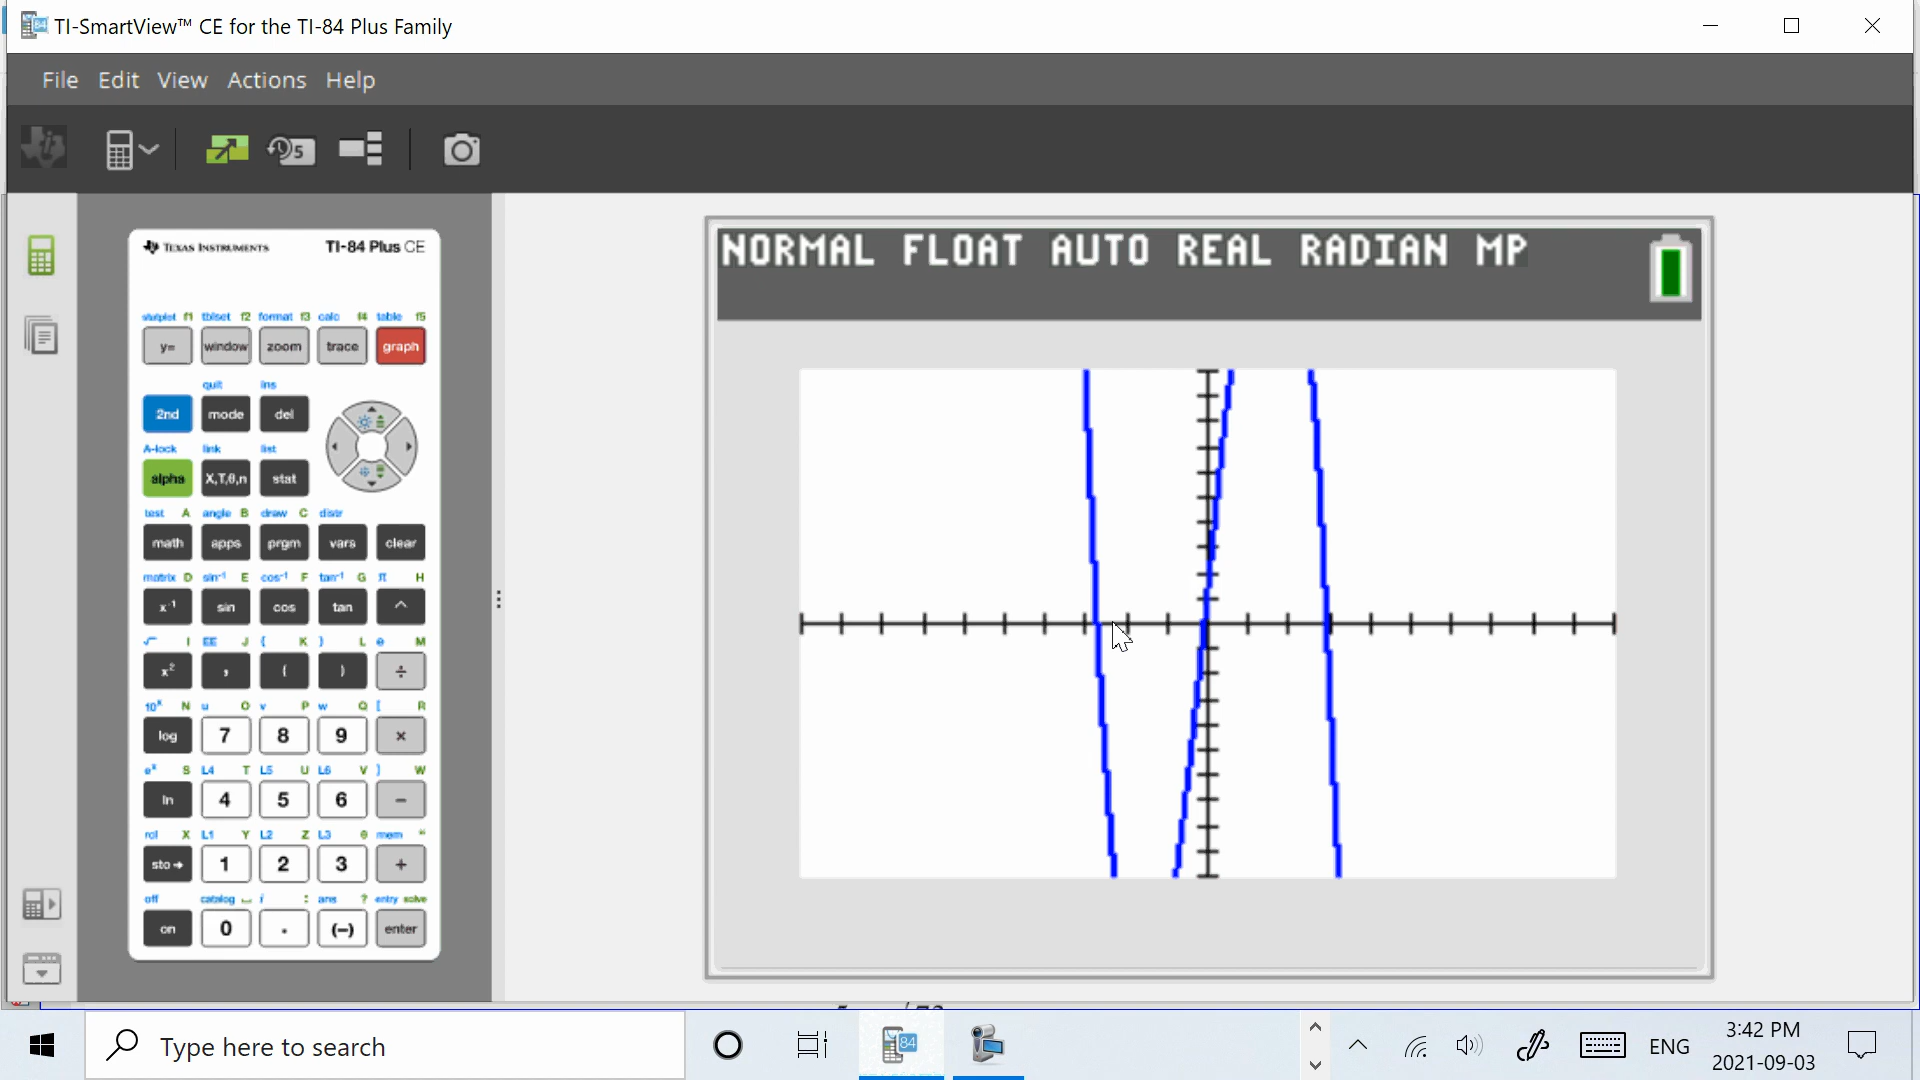 TI-SmartView™ CE for the TI-84 Plus Family
File Edit View Actions Help
5
TEXAS INSTRUMENTS TI-84 Plus CE
statplot f1 tblset f2 format f3 calc f4 table f5
y= window zoom trace graph
quit ins
2nd mode del
A-lock link list
alpha X,T,θ,n stat
test A angle B draw C distr
math apps prgm vars clear
matrix D sin⁻¹ E cos⁻¹ F tan⁻¹ G π H
x⁻¹ sin cos tan ^
√ I EE J { K } L e M
x² , ( ) ÷
10ˣ N u O v P w Q [ R
log 7 8 9 ×
eˣ S L4 T L5 U L6 V ] W
ln 4 5 6 −
rcl X L1 Y L2 Z L3 θ mem "
sto→ 1 2 3 +
off catalog ⎵ i : ans ? entry solve
on 0 . (−) enter
NORMAL FLOAT AUTO REAL RADIAN MP
Type here to search
84
ENG
3:42 PM
2021-09-03